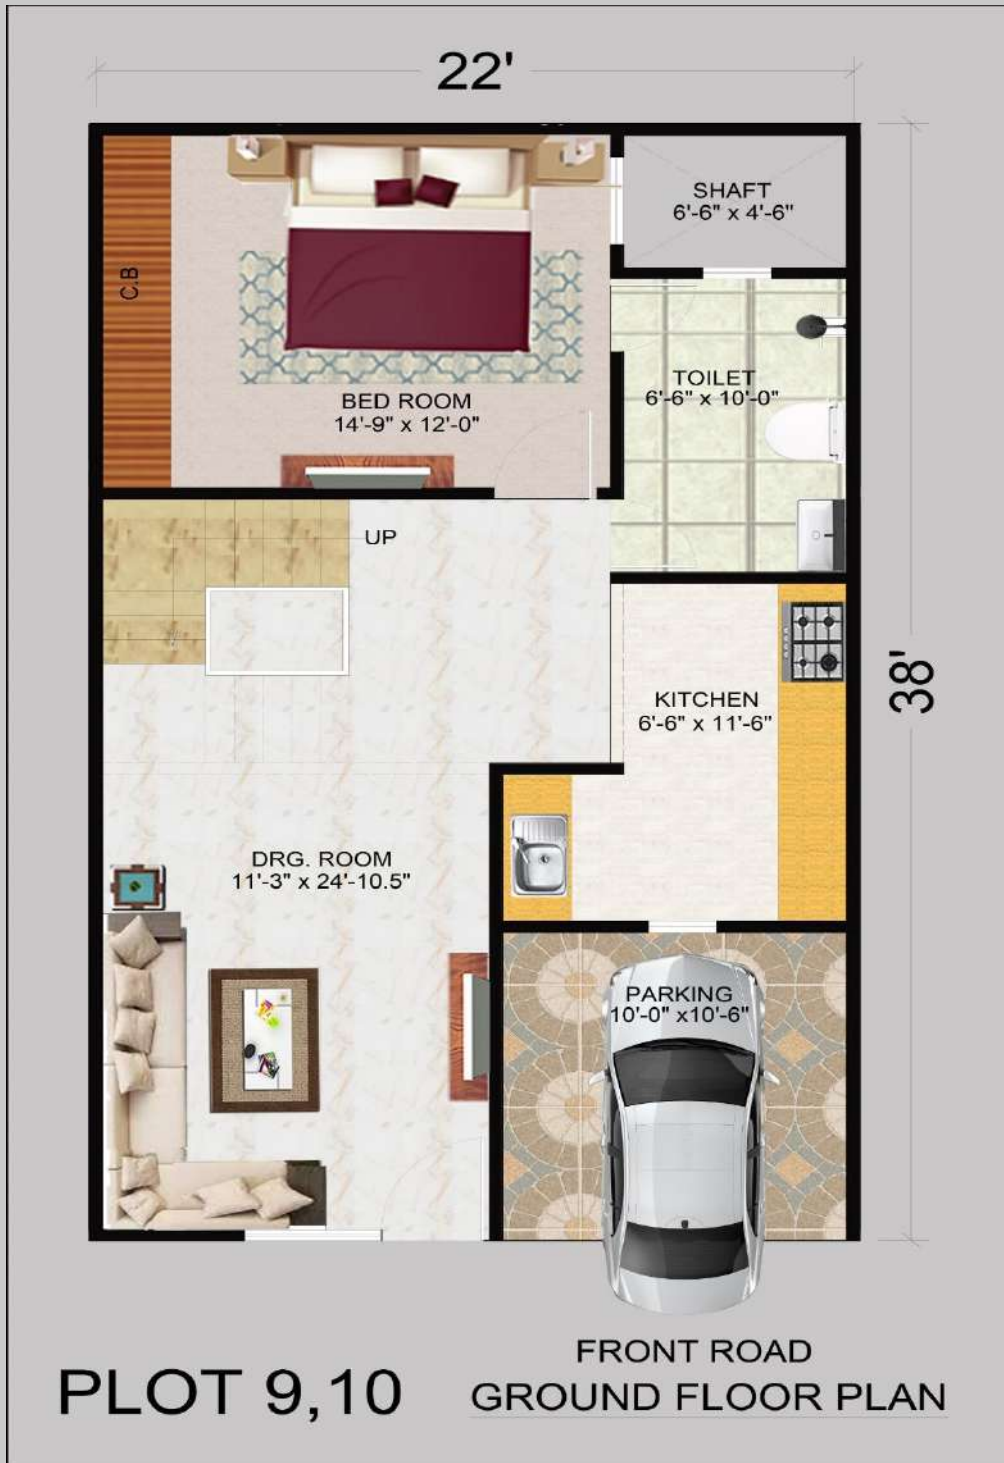 22'
SHAFT
6'-6" x 4'-6"
C.B
TOILET
6'-6" x 10'-0"
BED ROOM
14'-9" x 12'-0"
UP
38'
KITCHEN
6'-6" x 11'-6"
DRG. ROOM
11'-3" x 24'-10.5"
PARKING
10'-0" x10'-6"
FRONT ROAD
PLOT 9,10
GROUND FLOOR PLAN